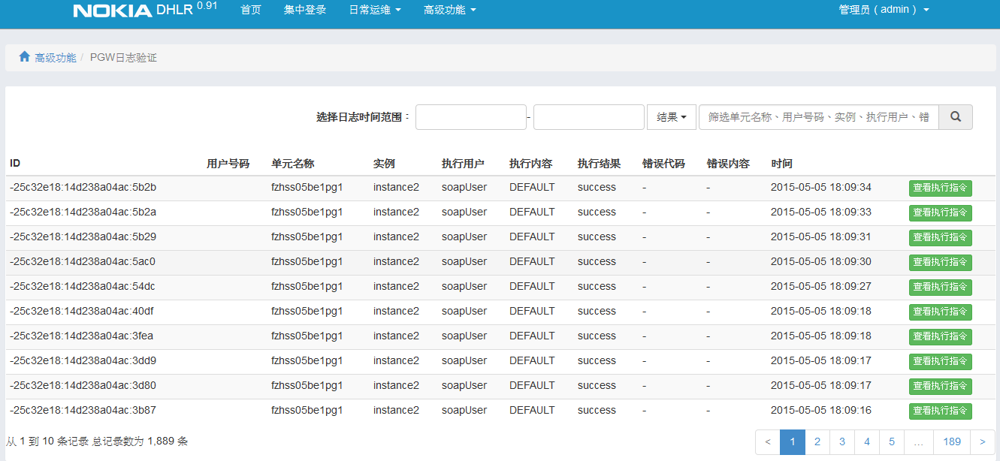 NOKIA DHLR 0.91 首页 集中登录 日常运维 高级功能 管理员 ( admin )
高级功能 / PGW日志验证
选择日志时间范围: - 结果 筛选单元名称、用户号码、实例、执行用户、错
ID 用户号码 单元名称 实例 执行用户 执行内容 执行结果 错误代码 错误内容 时间
-25c32e18:14d238a04ac:5b2b fzhss05be1pg1 instance2 soapUser DEFAULT success - - 2015-05-05 18:09:34 查看执行指令
-25c32e18:14d238a04ac:5b2a fzhss05be1pg1 instance2 soapUser DEFAULT success - - 2015-05-05 18:09:33 查看执行指令
-25c32e18:14d238a04ac:5b29 fzhss05be1pg1 instance2 soapUser DEFAULT success - - 2015-05-05 18:09:31 查看执行指令
-25c32e18:14d238a04ac:5ac0 fzhss05be1pg1 instance2 soapUser DEFAULT success - - 2015-05-05 18:09:30 查看执行指令
-25c32e18:14d238a04ac:54dc fzhss05be1pg1 instance2 soapUser DEFAULT success - - 2015-05-05 18:09:27 查看执行指令
-25c32e18:14d238a04ac:40df fzhss05be1pg1 instance2 soapUser DEFAULT success - - 2015-05-05 18:09:18 查看执行指令
-25c32e18:14d238a04ac:3fea fzhss05be1pg1 instance2 soapUser DEFAULT success - - 2015-05-05 18:09:18 查看执行指令
-25c32e18:14d238a04ac:3dd9 fzhss05be1pg1 instance2 soapUser DEFAULT success - - 2015-05-05 18:09:17 查看执行指令
-25c32e18:14d238a04ac:3d80 fzhss05be1pg1 instance2 soapUser DEFAULT success - - 2015-05-05 18:09:17 查看执行指令
-25c32e18:14d238a04ac:3b87 fzhss05be1pg1 instance2 soapUser DEFAULT success - - 2015-05-05 18:09:16 查看执行指令
从 1 到 10 条记录 总记录数为 1,889 条 < 1 2 3 4 5 … 189 >